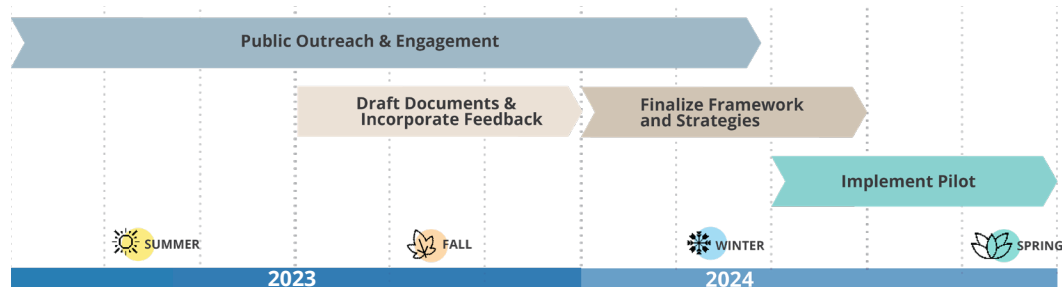 Public Outreach & Engagement
Draft Documents &
Incorporate Feedback
Finalize Framework
and Strategies
Implement Pilot
SUMMER
FALL
WINTER
SPRING
2023
2024